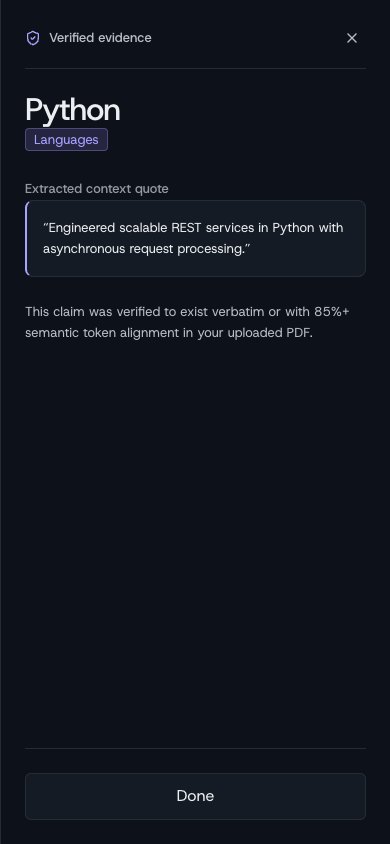 Verified evidence
Python
Languages
Extracted context quote
“Engineered scalable REST services in Python with
asynchronous request processing.”
This claim was verified to exist verbatim or with 85%+
semantic token alignment in your uploaded PDF.
Done